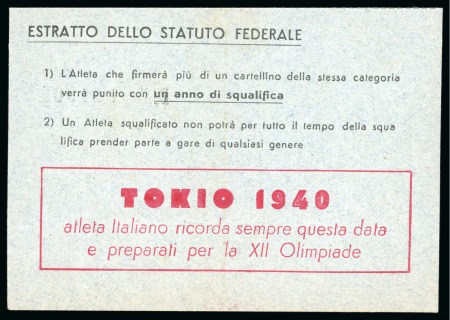 ESTRATTO DELLO STATUTO FEDERALE
1) L'Atleta che firmerà più di un cartellino della stessa categoria
verrà punito con un anno di squalifica
2) Un Atleta squalificato non potrà per tutto il tempo della squa
lifica prender parte a gare di qualsiasi genere
TOKIO 1940
atleta Italiano ricorda sempre questa data
e preparati per la XII Olimpiade